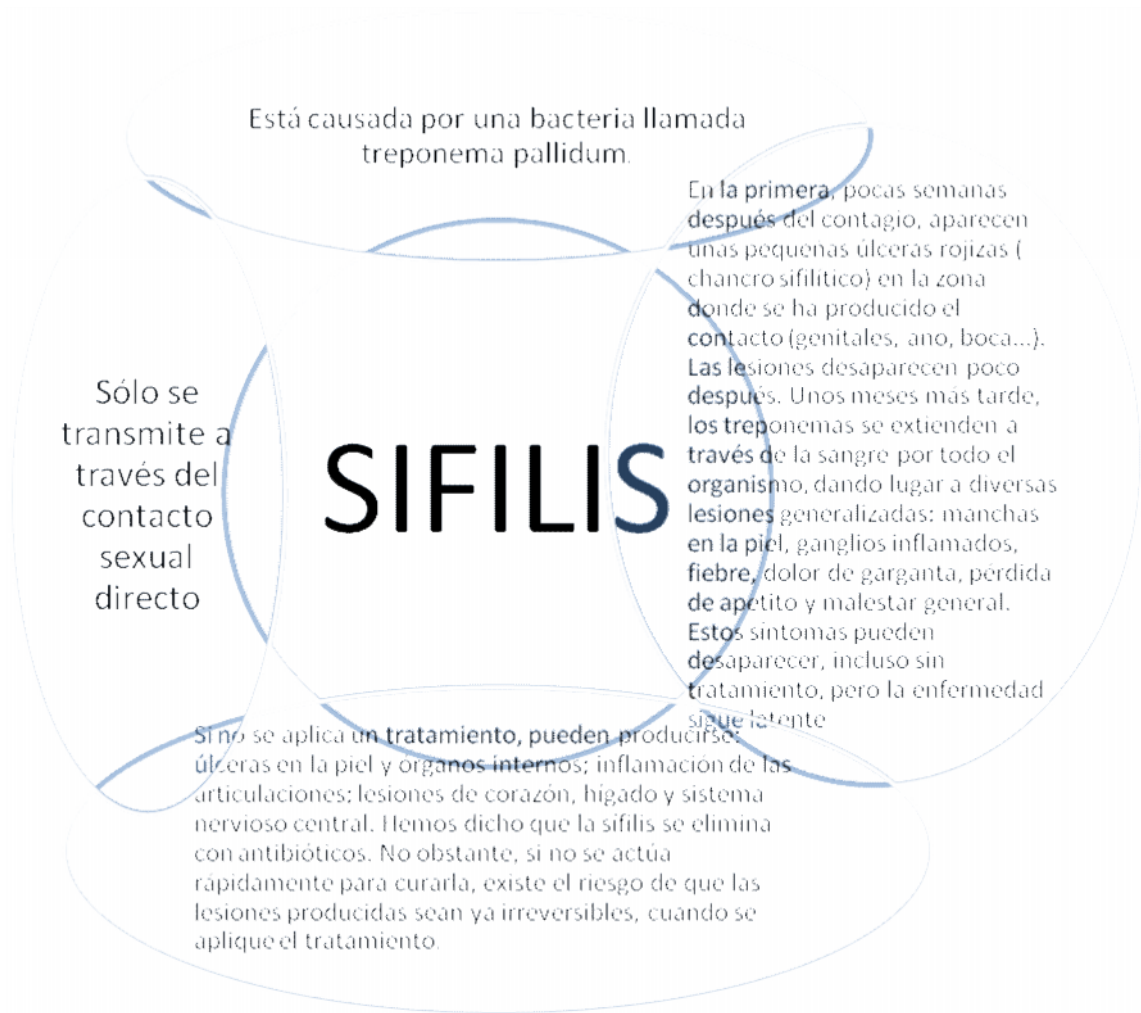 Está causada por una bacteria llamada
treponema pallidum.
En la primera, pocas semanas
después del contagio, aparecen
unas pequenas úlceras rojizas (
chancro sifilítico) en la zona
donde se ha producido el
contacto (genitales, ano, boca...).
Las lesiones desaparecen poco
después. Unos meses más tarde,
los treponemas se extienden a
través de la sangre por todo el
organismo, dando lugar a diversas
lesiones generalizadas: manchas
en la piel, ganglios inflamados,
fiebre, dolor de garganta, pérdida
de apetito y malestar general.
Estos síntomas pueden
desaparecer, incluso sin
tratamiento, pero la enfermedad
sigue latente
Sólo se
transmite a
través del
contacto
sexual
directo
SIFILIS
Si no se aplica un tratamiento, pueden producirse:
úlceras en la piel y órganos internos; inflamación de las
articulaciones; lesiones de corazón, hígado y sistema
nervioso central. Hemos dicho que la sífilis se elimina
con antibióticos. No obstante, si no se actúa
rápidamente para curarla, existe el riesgo de que las
lesiones producidas sean ya irreversibles, cuando se
aplique el tratamiento.